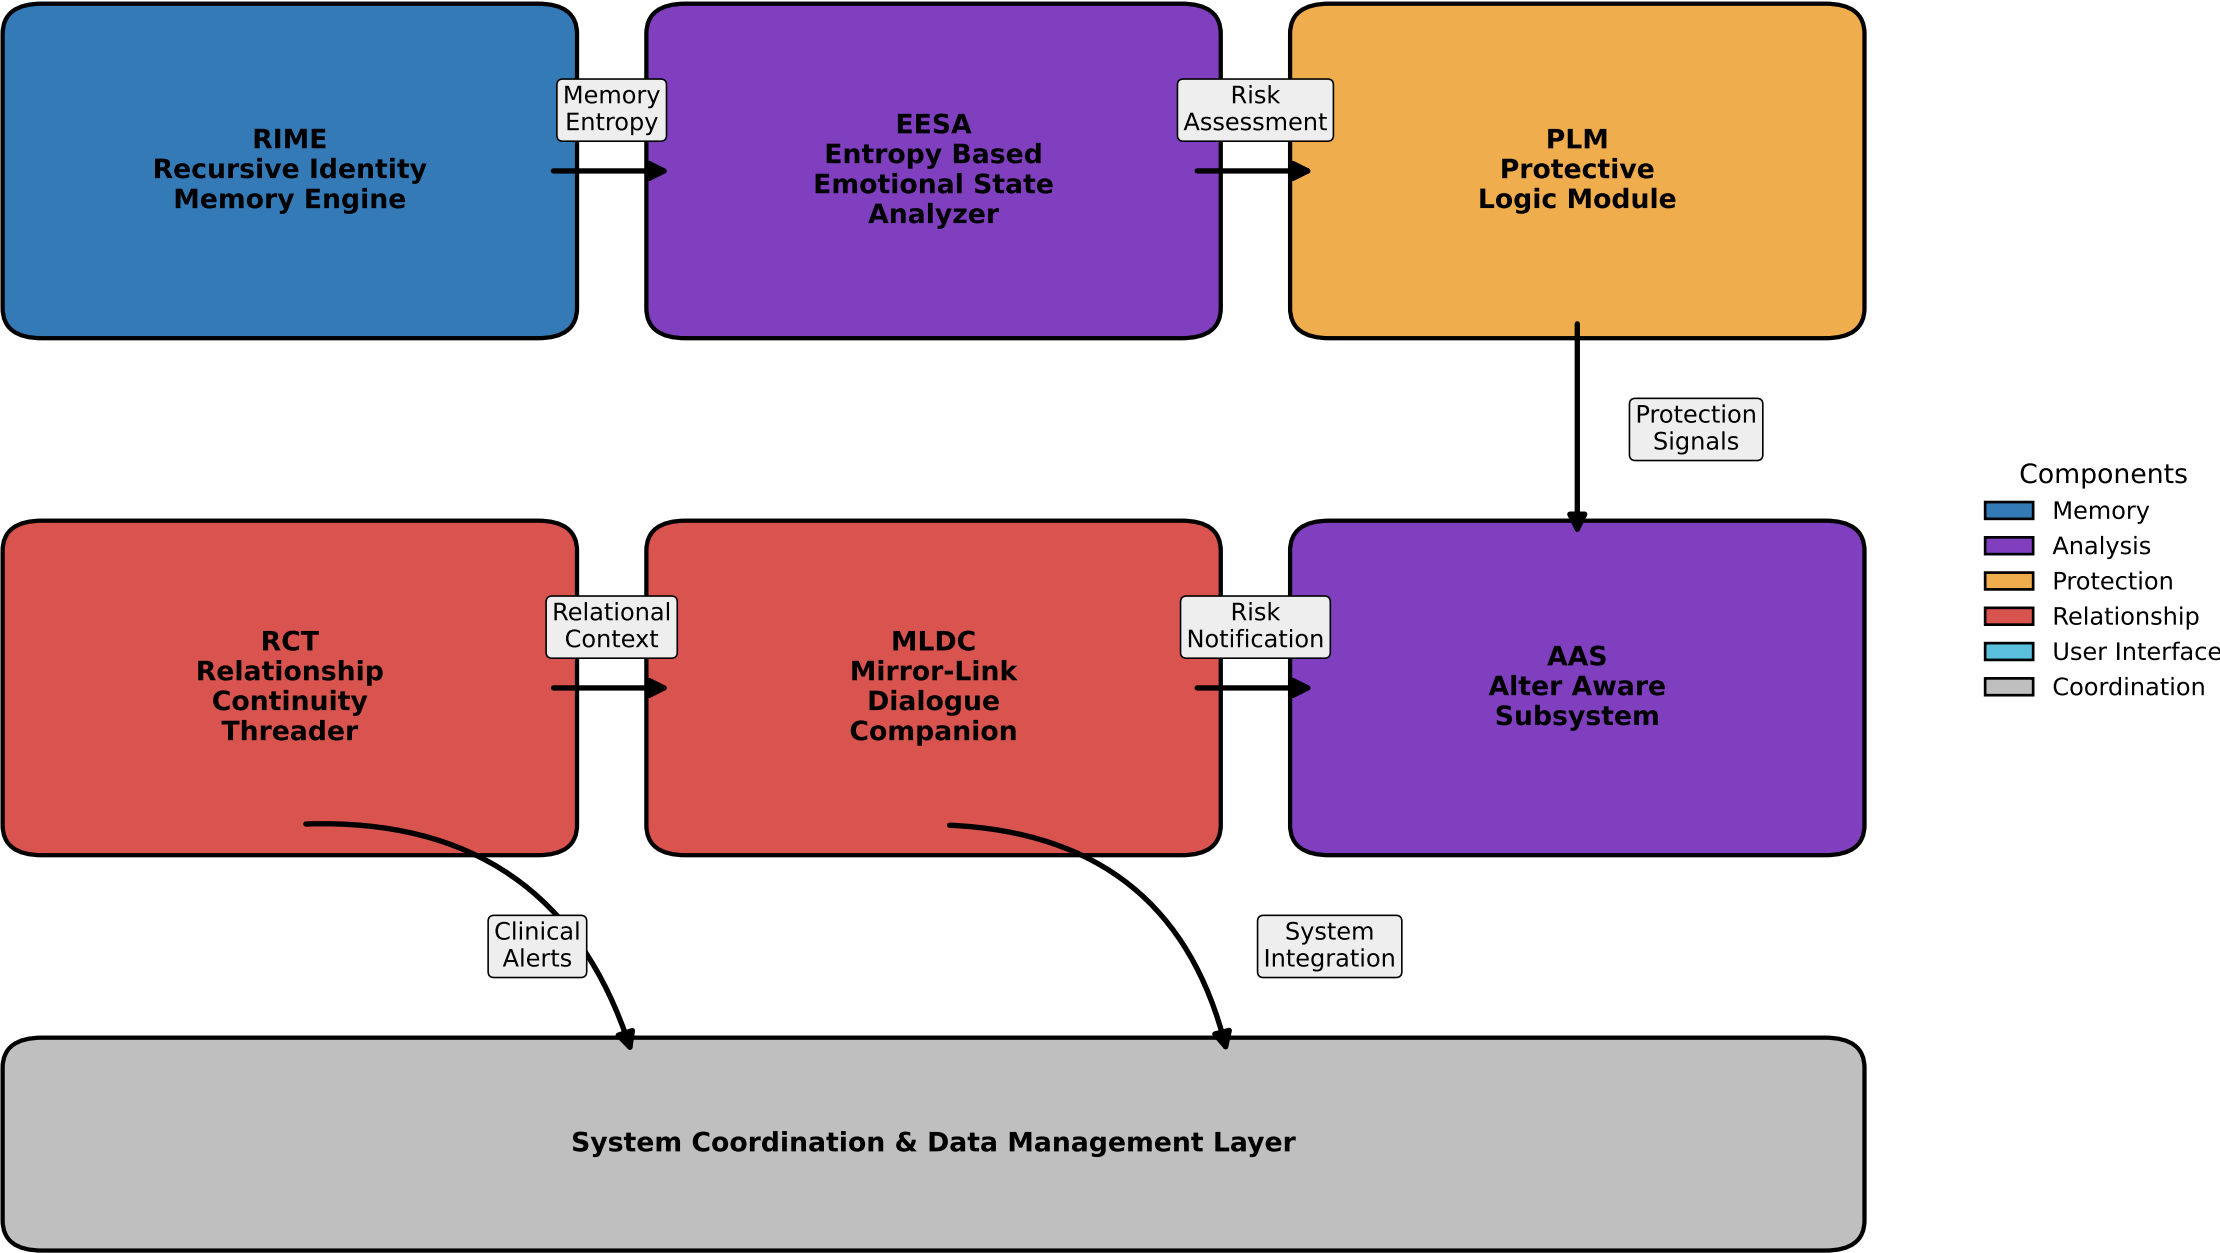 RIME
Recursive Identity
Memory Engine
Memory
Entropy
EESA
Entropy Based
Emotional State
Analyzer
Risk
Assessment
PLM
Protective
Logic Module
Protection
Signals
RCT
Relationship
Continuity
Threader
Relational
Context
MLDC
Mirror-Link
Dialogue
Companion
Risk
Notification
AAS
Alter Aware
Subsystem
Clinical
Alerts
System
Integration
System Coordination & Data Management Layer
Components
Memory
Analysis
Protection
Relationship
User Interface
Coordination